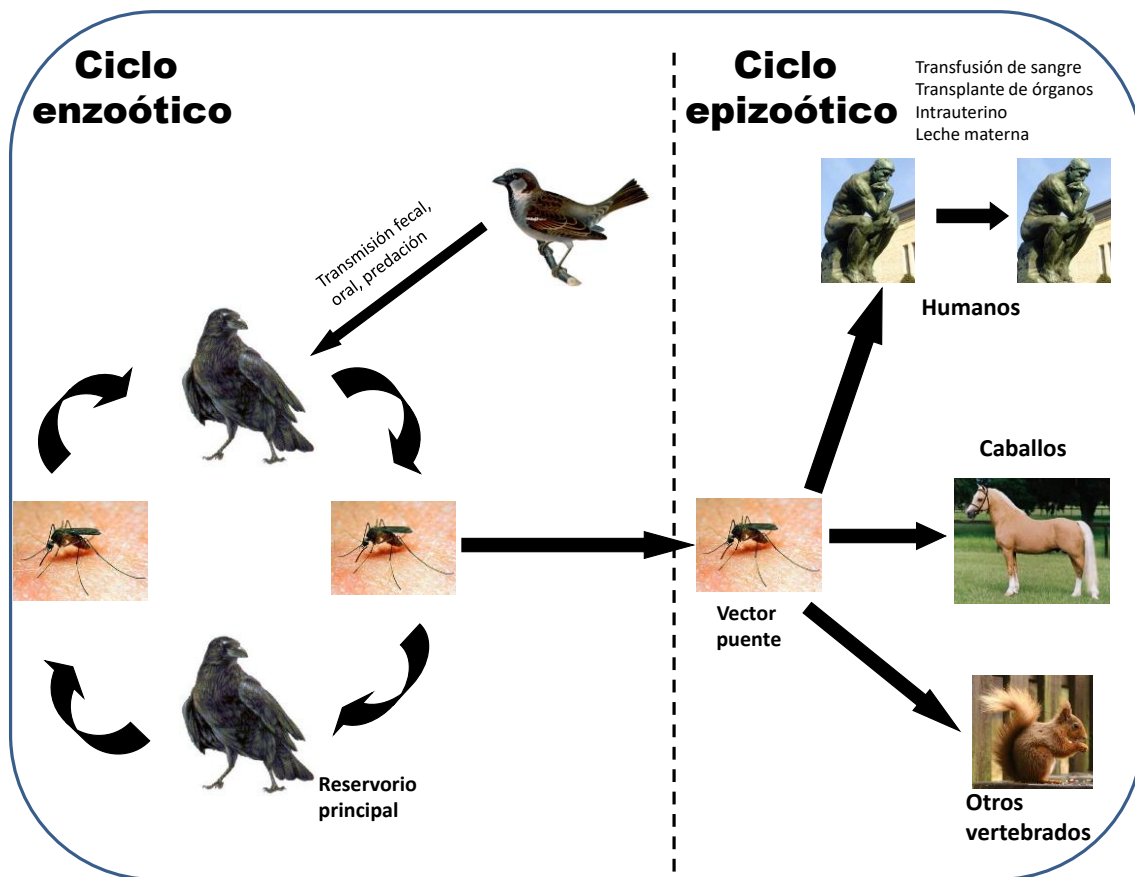 Ciclo
enzoótico
Transmisión fecal,
oral, predación
Reservorio
principal
Ciclo
epizoótico
Transfusión de sangre
Transplante de órganos
Intrauterino
Leche materna
Humanos
Caballos
Vector
puente
Otros
vertebrados